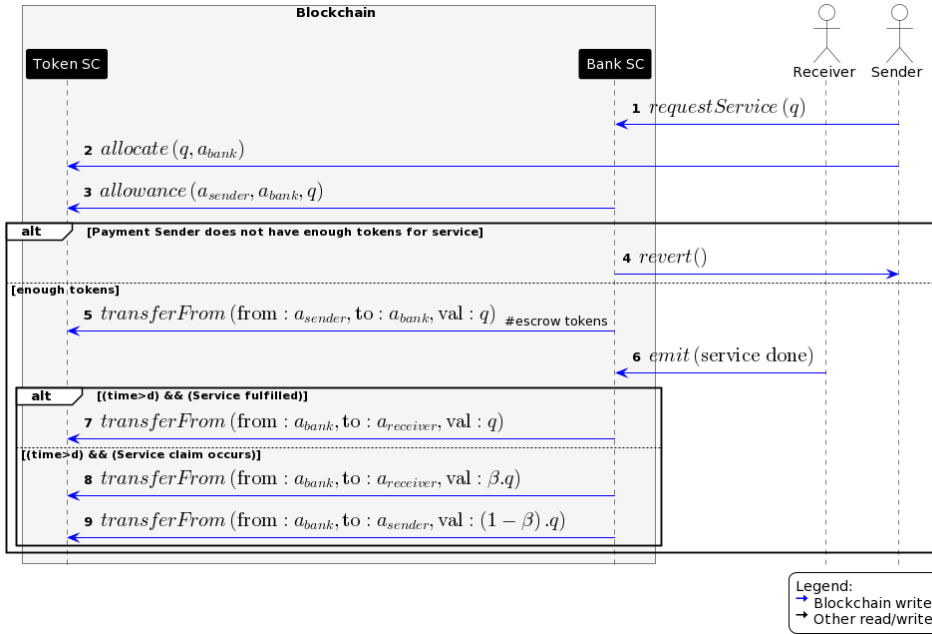 Blockchain
Token SC
Bank SC
Receiver
Sender
1 requestService (q)
2 allocate (q, a_bank)
3 allowance (a_sender, a_bank, q)
alt [Payment Sender does not have enough tokens for service]
4 revert()
[enough tokens]
5 transferFrom (from : a_sender, to : a_bank, val : q) #escrow tokens
6 emit (service done)
alt [(time>d) && (Service fulfilled)]
7 transferFrom (from : a_bank, to : a_receiver, val : q)
[(time>d) && (Service claim occurs)]
8 transferFrom (from : a_bank, to : a_receiver, val : β.q)
9 transferFrom (from : a_bank, to : a_sender, val : (1 − β) .q)
Legend:
→ Blockchain write
→ Other read/write